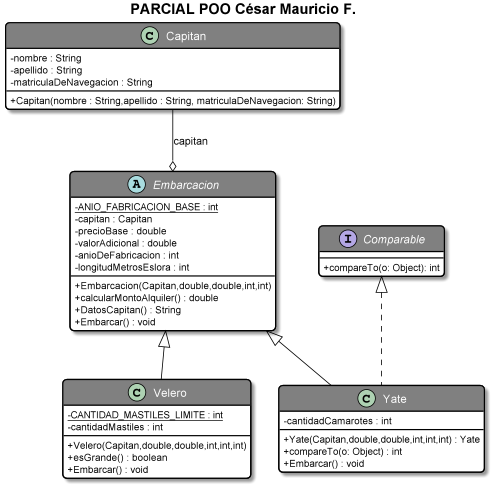 PARCIAL POO César Mauricio F.
C Capitan
-nombre : String
-apellido : String
-matriculaDeNavegacion : String
+Capitan(nombre : String,apellido : String, matriculaDeNavegacion: String)
capitan
A Embarcacion
-ANIO_FABRICACION_BASE : int
-capitan : Capitan
-precioBase : double
-valorAdicional : double
-anioDeFabricacion : int
-longitudMetrosEslora : int
+Embarcacion(Capitan,double,double,int,int)
+calcularMontoAlquiler() : double
+DatosCapitan() : String
+Embarcar() : void
I Comparable
+compareTo(o: Object): int
C Velero
-CANTIDAD_MASTILES_LIMITE : int
-cantidadMastiles : int
+Velero(Capitan,double,double,int,int,int)
+esGrande() : boolean
+Embarcar() : void
C Yate
-cantidadCamarotes : int
+Yate(Capitan,double,double,int,int,int) : Yate
+compareTo(o: Object) : int
+Embarcar() : void